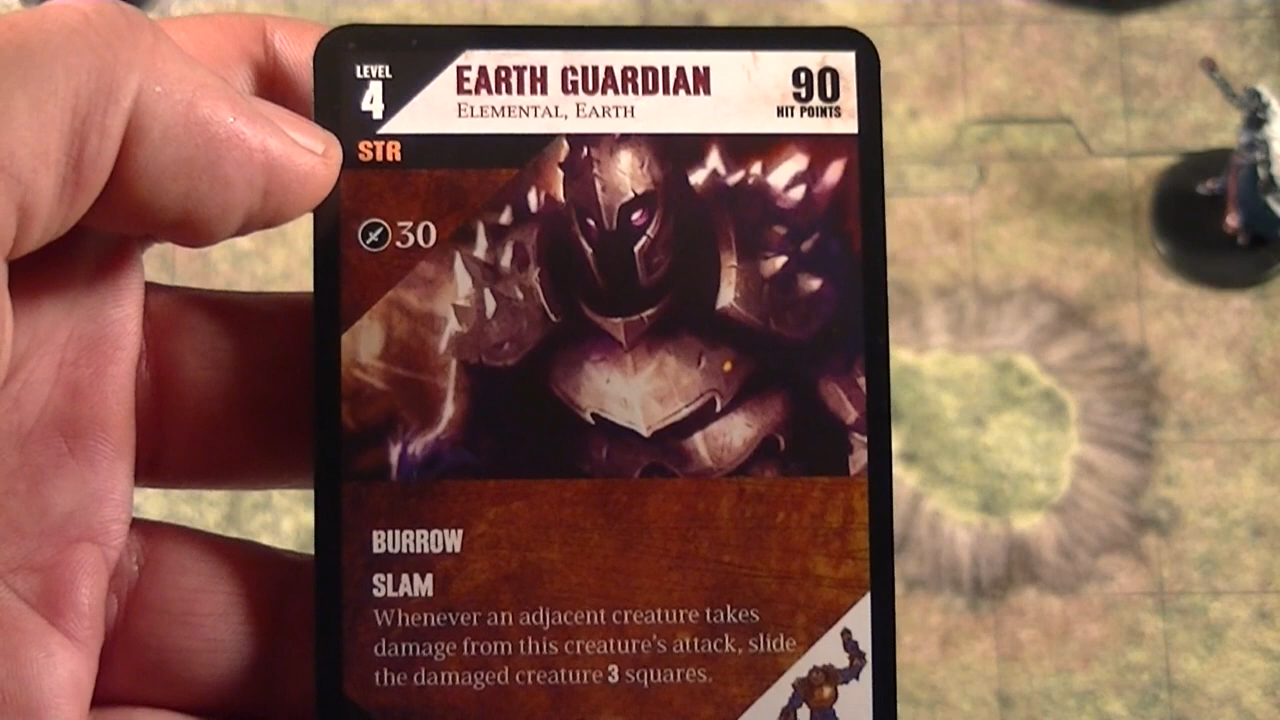 LEVEL
4
EARTH GUARDIAN
ELEMENTAL, EARTH
90
HIT POINTS
STR
30
BURROW
SLAM
Whenever an adjacent creature takes
damage from this creature's attack, slide
the damaged creature 3 squares.